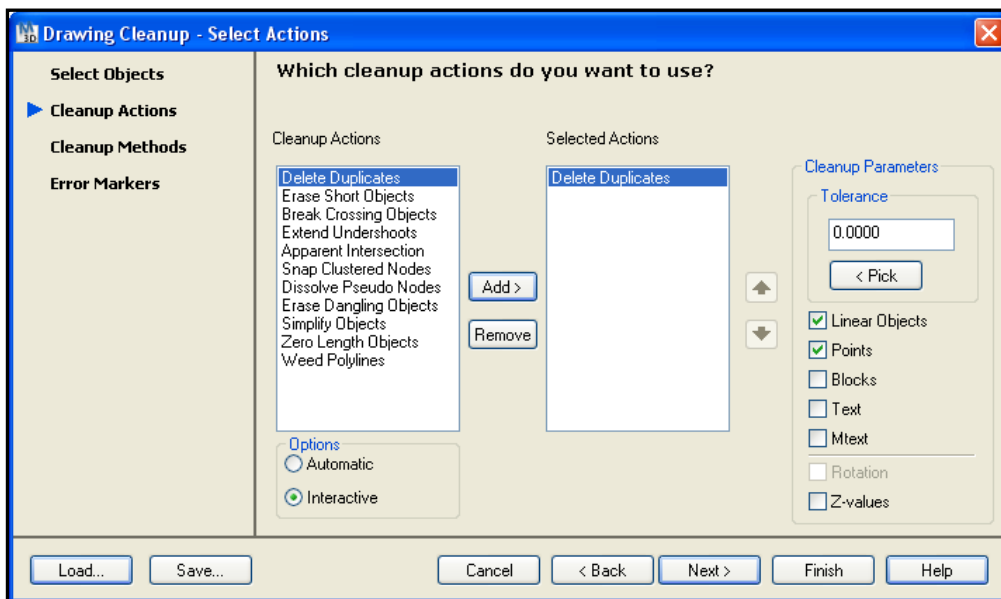 Drawing Cleanup - Select Actions
Select Objects
Cleanup Actions
Cleanup Methods
Error Markers
Which cleanup actions do you want to use?
Cleanup Actions
Delete Duplicates
Erase Short Objects
Break Crossing Objects
Extend Undershoots
Apparent Intersection
Snap Clustered Nodes
Dissolve Pseudo Nodes
Erase Dangling Objects
Simplify Objects
Zero Length Objects
Weed Polylines
Options
Automatic
Interactive
Add >
Remove
Selected Actions
Delete Duplicates
Cleanup Parameters
Tolerance
0.0000
< Pick
Linear Objects
Points
Blocks
Text
Mtext
Rotation
Z-values
Load...
Save...
Cancel
< Back
Next >
Finish
Help